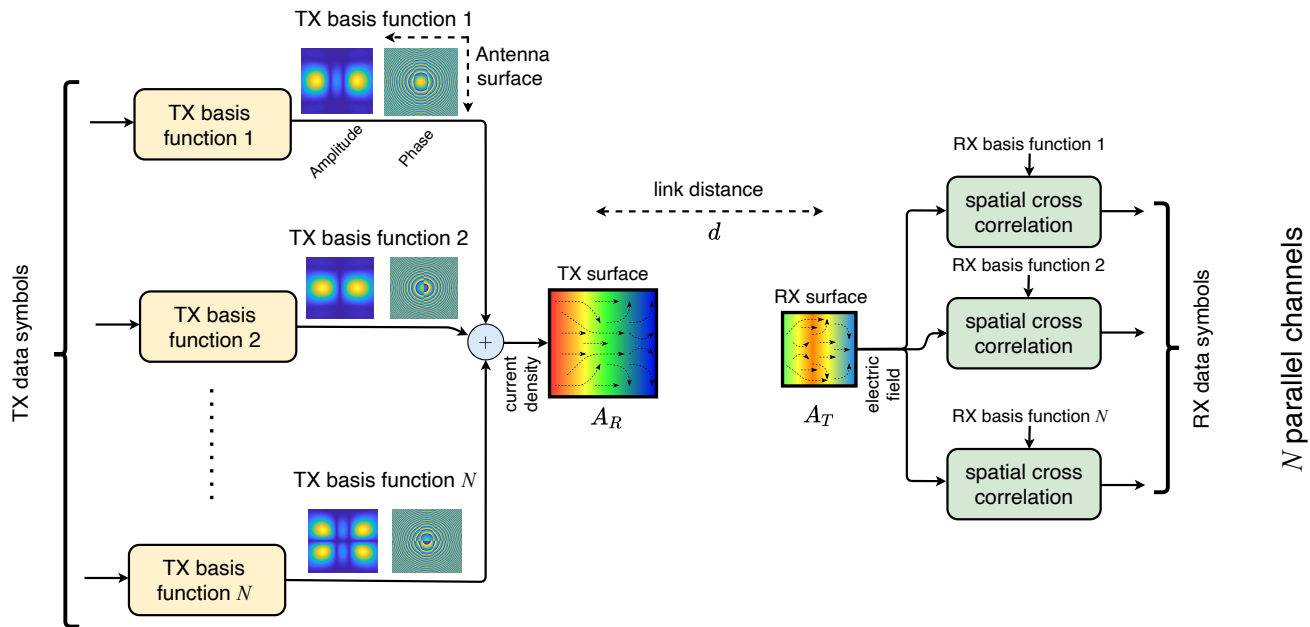 TX data symbols
TX basis function 1
Antenna
surface
TX basis
function 1
Amplitude
Phase
TX basis function 2
TX basis
function 2
TX basis function N
TX basis
function N
+
current
density
link distance
d
TX surface
A_R
RX surface
A_T
electric
field
RX basis function 1
spatial cross
correlation
RX basis function 2
spatial cross
correlation
RX basis function N
spatial cross
correlation
RX data symbols
N parallel channels